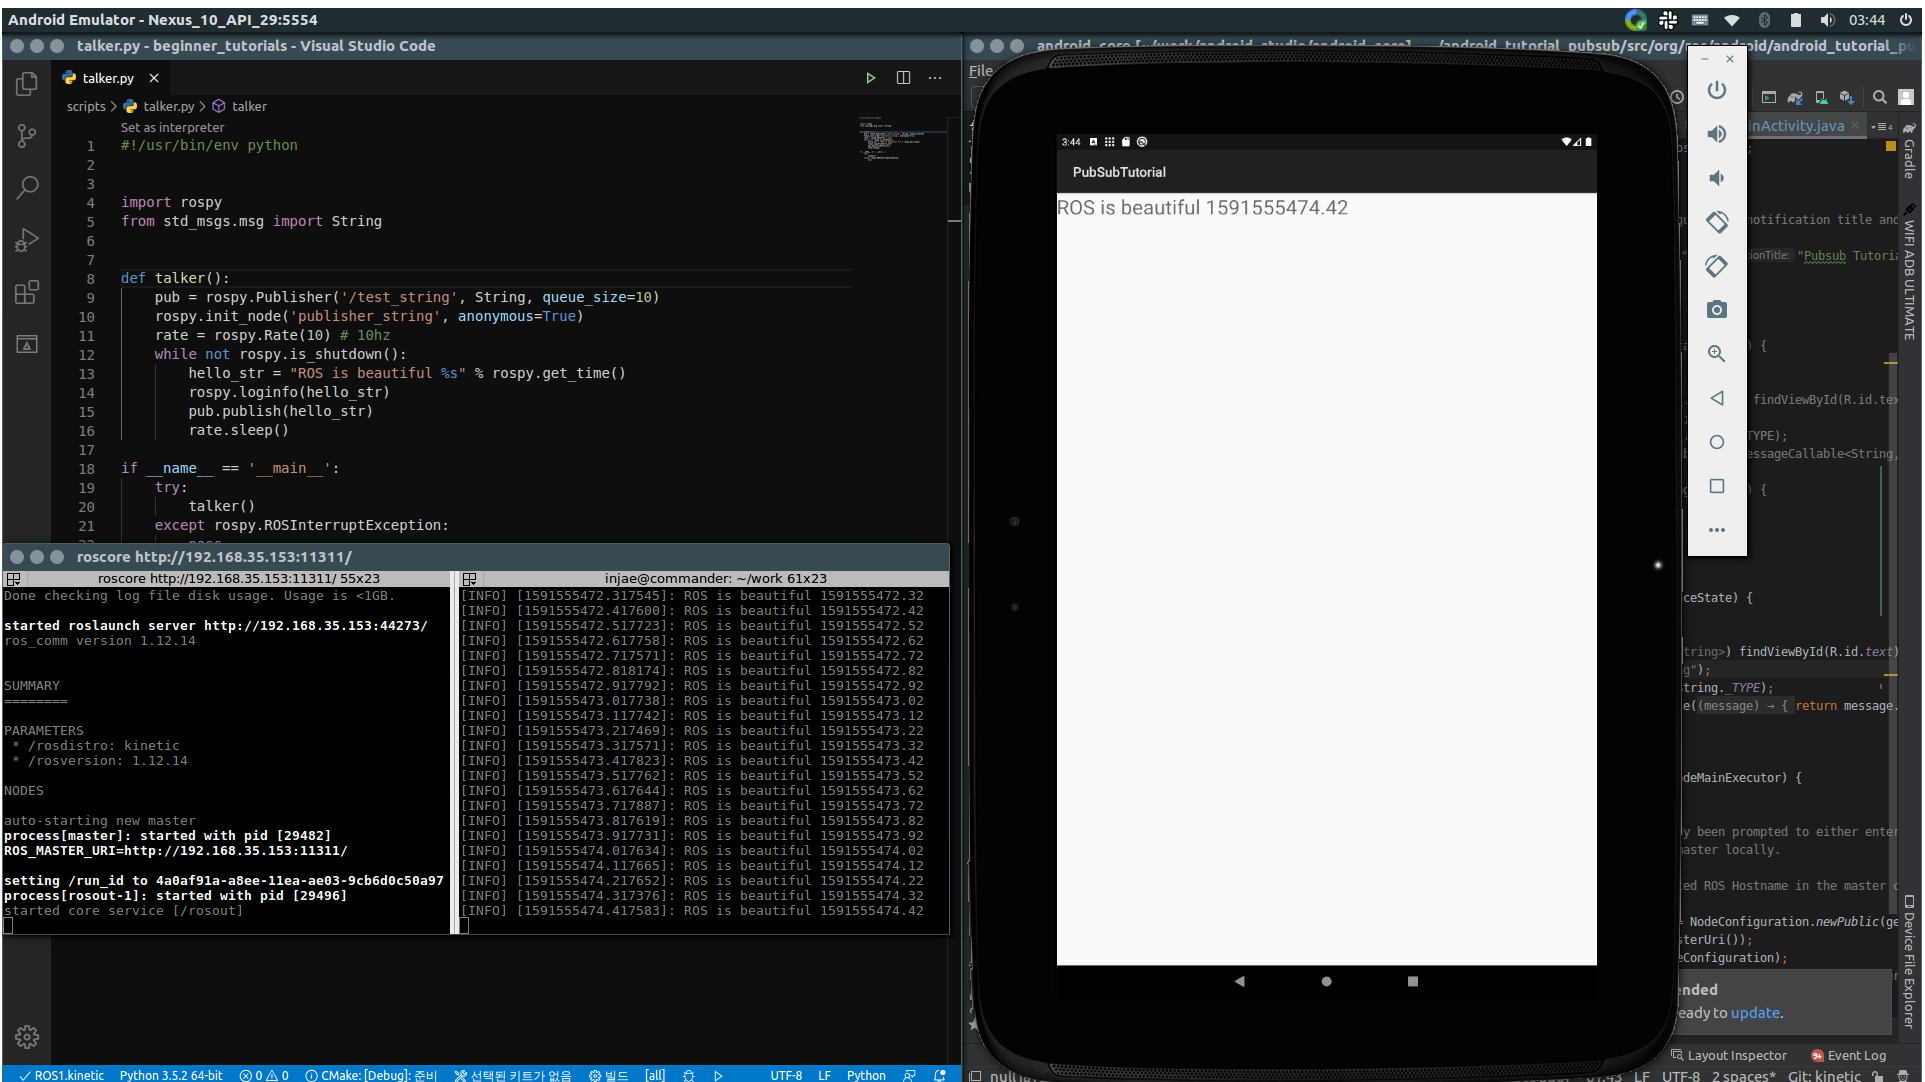 Android Emulator - Nexus_10_API_29:5554
03:44
talker.py - beginner_tutorials - Visual Studio Code
talker.py
scripts > talker.py > talker
Set as interpreter
1 #!/usr/bin/env python
2
3
4 import rospy
5 from std_msgs.msg import String
6
7
8 def talker():
9 pub = rospy.Publisher('/test_string', String, queue_size=10)
10 rospy.init_node('publisher_string', anonymous=True)
11 rate = rospy.Rate(10) # 10hz
12 while not rospy.is_shutdown():
13 hello_str = "ROS is beautiful %s" % rospy.get_time()
14 rospy.loginfo(hello_str)
15 pub.publish(hello_str)
16 rate.sleep()
17
18 if __name__ == '__main__':
19 try:
20 talker()
21 except rospy.ROSInterruptException:
roscore http://192.168.35.153:11311/
roscore http://192.168.35.153:11311/ 55x23
Done checking log file disk usage. Usage is <1GB.
started roslaunch server http://192.168.35.153:44273/
ros_comm version 1.12.14
SUMMARY
========
PARAMETERS
* /rosdistro: kinetic
* /rosversion: 1.12.14
NODES
auto-starting new master
process[master]: started with pid [29482]
ROS_MASTER_URI=http://192.168.35.153:11311/
setting /run_id to 4a0af91a-a8ee-11ea-ae03-9cb6d0c50a97
process[rosout-1]: started with pid [29496]
started core service [/rosout]
injae@commander: ~/work 61x23
[INFO] [1591555472.317545]: ROS is beautiful 1591555472.32
[INFO] [1591555472.417600]: ROS is beautiful 1591555472.42
[INFO] [1591555472.517723]: ROS is beautiful 1591555472.52
[INFO] [1591555472.617758]: ROS is beautiful 1591555472.62
[INFO] [1591555472.717571]: ROS is beautiful 1591555472.72
[INFO] [1591555472.818174]: ROS is beautiful 1591555472.82
[INFO] [1591555472.917792]: ROS is beautiful 1591555472.92
[INFO] [1591555473.017738]: ROS is beautiful 1591555473.02
[INFO] [1591555473.117742]: ROS is beautiful 1591555473.12
[INFO] [1591555473.217469]: ROS is beautiful 1591555473.22
[INFO] [1591555473.317571]: ROS is beautiful 1591555473.32
[INFO] [1591555473.417823]: ROS is beautiful 1591555473.42
[INFO] [1591555473.517762]: ROS is beautiful 1591555473.52
[INFO] [1591555473.617644]: ROS is beautiful 1591555473.62
[INFO] [1591555473.717887]: ROS is beautiful 1591555473.72
[INFO] [1591555473.817619]: ROS is beautiful 1591555473.82
[INFO] [1591555473.917731]: ROS is beautiful 1591555473.92
[INFO] [1591555474.017634]: ROS is beautiful 1591555474.02
[INFO] [1591555474.117665]: ROS is beautiful 1591555474.12
[INFO] [1591555474.217652]: ROS is beautiful 1591555474.22
[INFO] [1591555474.317376]: ROS is beautiful 1591555474.32
[INFO] [1591555474.417583]: ROS is beautiful 1591555474.42
ROS1.kinetic Python 3.5.2 64-bit 0 0 CMake: [Debug]: 준비 선택된 키트가 없음 빌드 [all] UTF-8 LF Python
File
3:44
PubSubTutorial
ROS is beautiful 1591555474.42
inActivity.java
Gradle
WIFI ADB ULTIMATE
notification title and
"Pubsub Tutoria
) {
findViewById(R.id.tex
TYPE);
essageCallable<String,
) {
ceState) {
tring>) findViewById(R.id.text)
g");
tring._TYPE);
e((message) → { return message.
deMainExecutor) {
y been prompted to either enter
aster locally.
ed ROS Hostname in the master c
= NodeConfiguration.newPublic(ge
terUri());
eConfiguration);
Device File Explorer
ended
eady to update.
Layout Inspector
Event Log
LF UTF-8 2 spaces* Git: kinetic